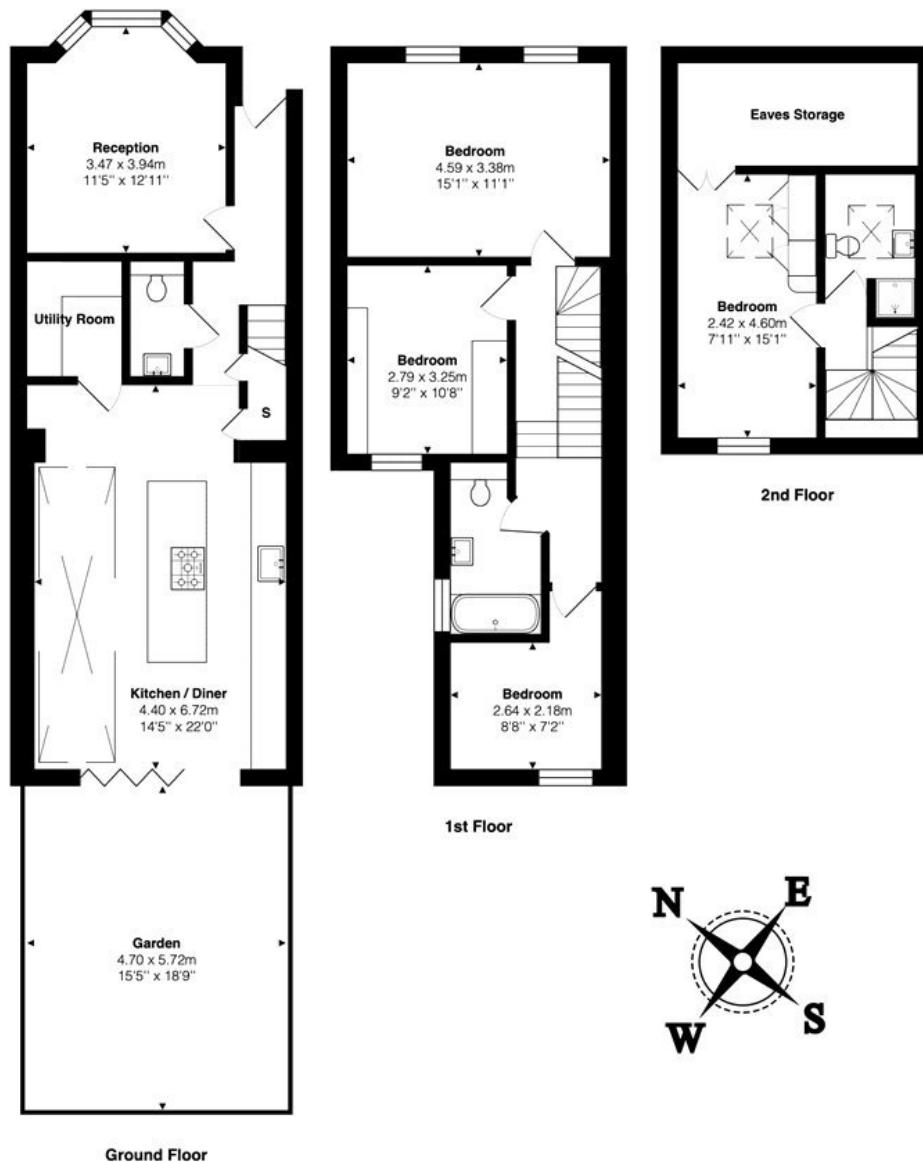 Reception
3.47 x 3.94m
11'5'' x 12'11''
Utility Room
S
Kitchen / Diner
4.40 x 6.72m
14'5'' x 22'0''
Garden
4.70 x 5.72m
15'5'' x 18'9''
Ground Floor
Bedroom
4.59 x 3.38m
15'1'' x 11'1''
Bedroom
2.79 x 3.25m
9'2'' x 10'8''
Bedroom
2.64 x 2.18m
8'8'' x 7'2''
1st Floor
Eaves Storage
Bedroom
2.42 x 4.60m
7'11'' x 15'1''
2nd Floor
N
E
W
S